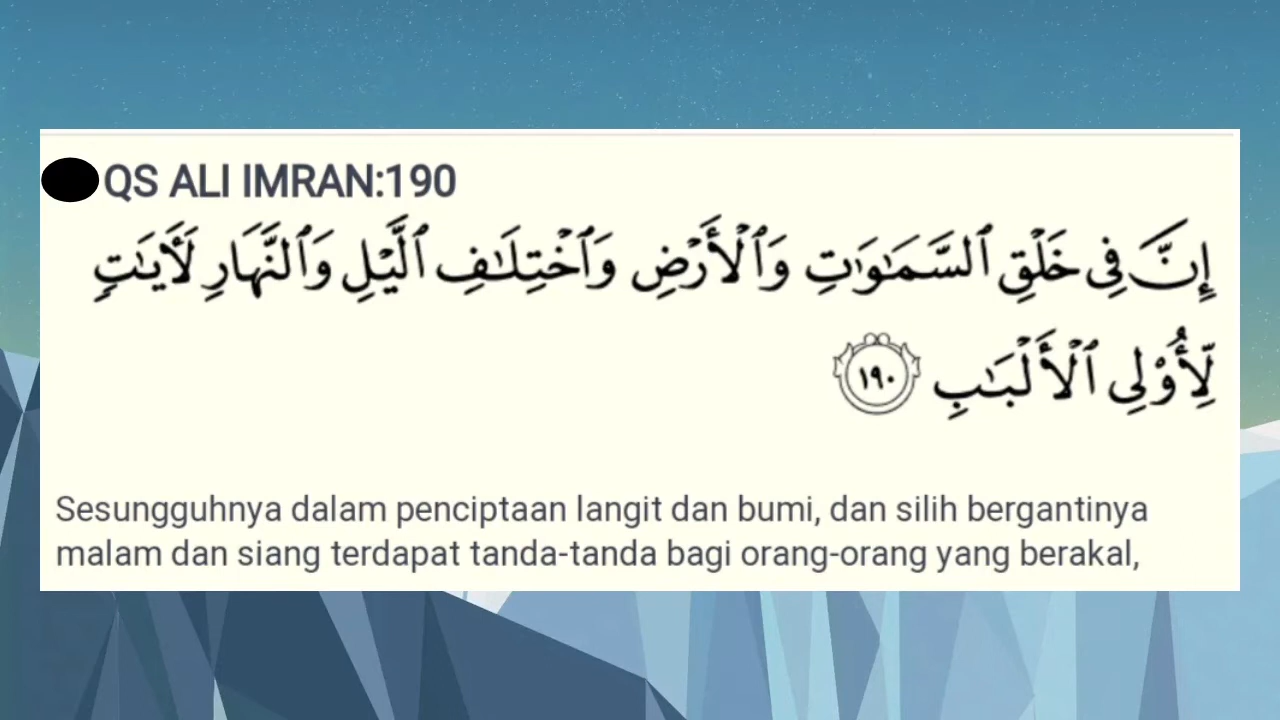 QS ALI IMRAN:190
إِنَّ فِى خَلْقِ ٱلسَّمَـٰوَٰتِ وَٱلْأَرْضِ وَٱخْتِلَـٰفِ ٱلَّيْلِ وَٱلنَّهَارِ لَـَٔايَـٰتٍ
لِّأُو۟لِى ٱلْأَلْبَـٰبِ ١٩٠
Sesungguhnya dalam penciptaan langit dan bumi, dan silih bergantinya
malam dan siang terdapat tanda-tanda bagi orang-orang yang berakal,